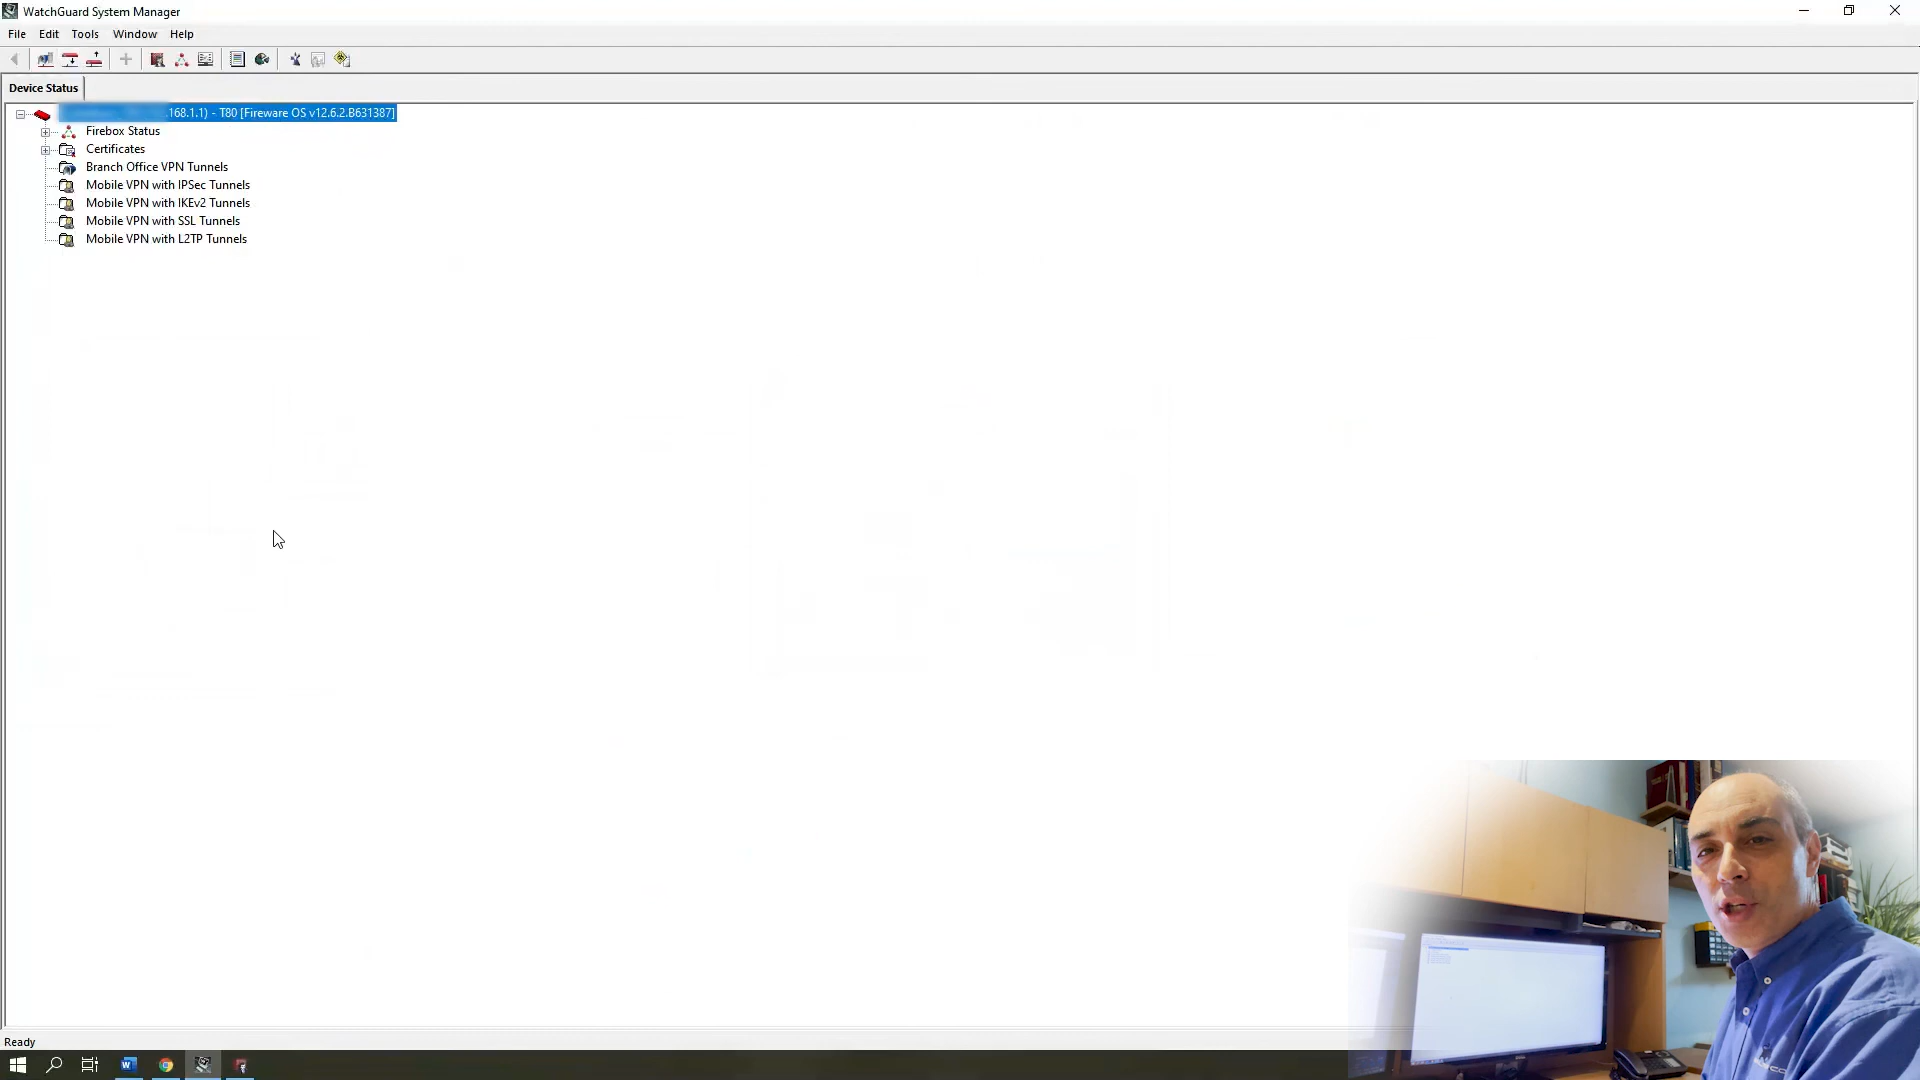 WatchGuard System Manager
File Edit Tools Window Help
Device Status
.168.1.1) - T80 [Fireware OS v12.6.2.B631387]
Firebox Status
Certificates
Branch Office VPN Tunnels
Mobile VPN with IPSec Tunnels
Mobile VPN with IKEv2 Tunnels
Mobile VPN with SSL Tunnels
Mobile VPN with L2TP Tunnels
Ready